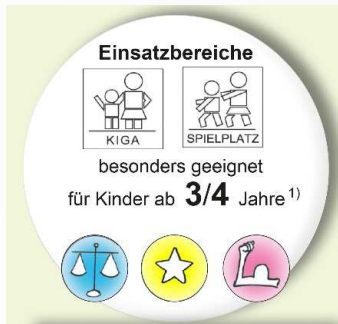 Einsatzbereiche
KIGA SPIELPLATZ
besonders geeignet
für Kinder ab 3/4 Jahre 1)